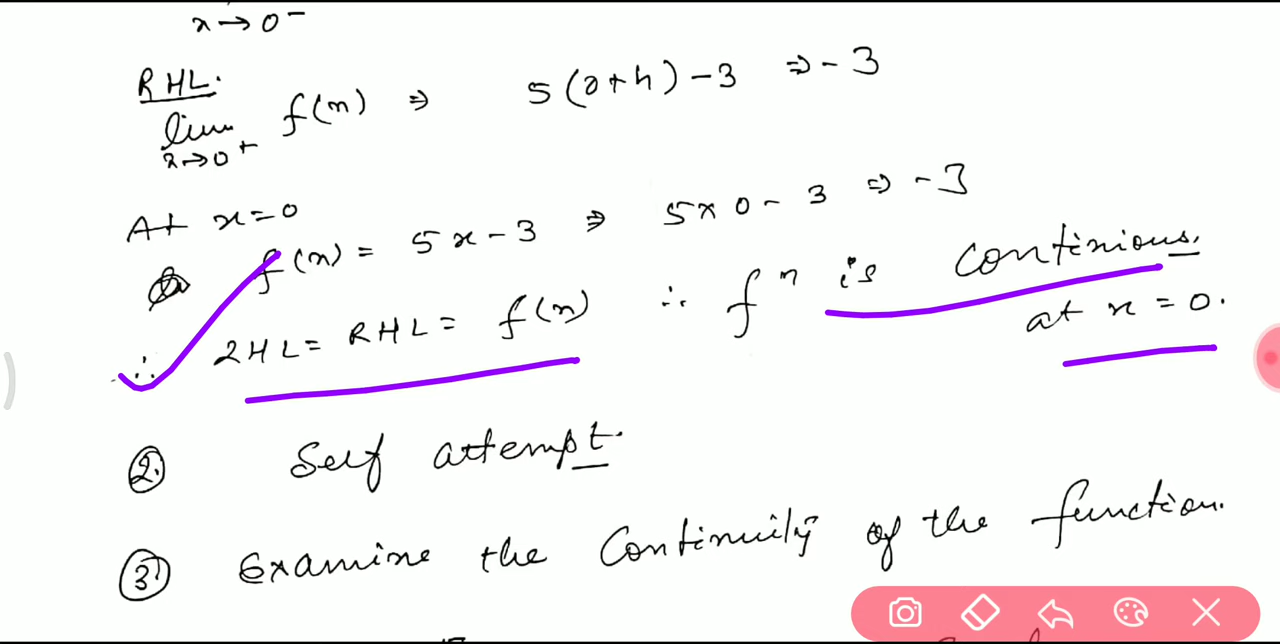 x→0⁻
RHL.
lim f(x) ⇒ 5(0+h)-3 ⇒ -3
x→0+
At x=0
f(x) = 5x-3 ⇒ 5×0-3 ⇒ -3
∴ LHL = RHL = f(x) ∴ fⁿ is continious.
at x = 0.
②. Self attempt.
③ Examine the Continuity of the function.